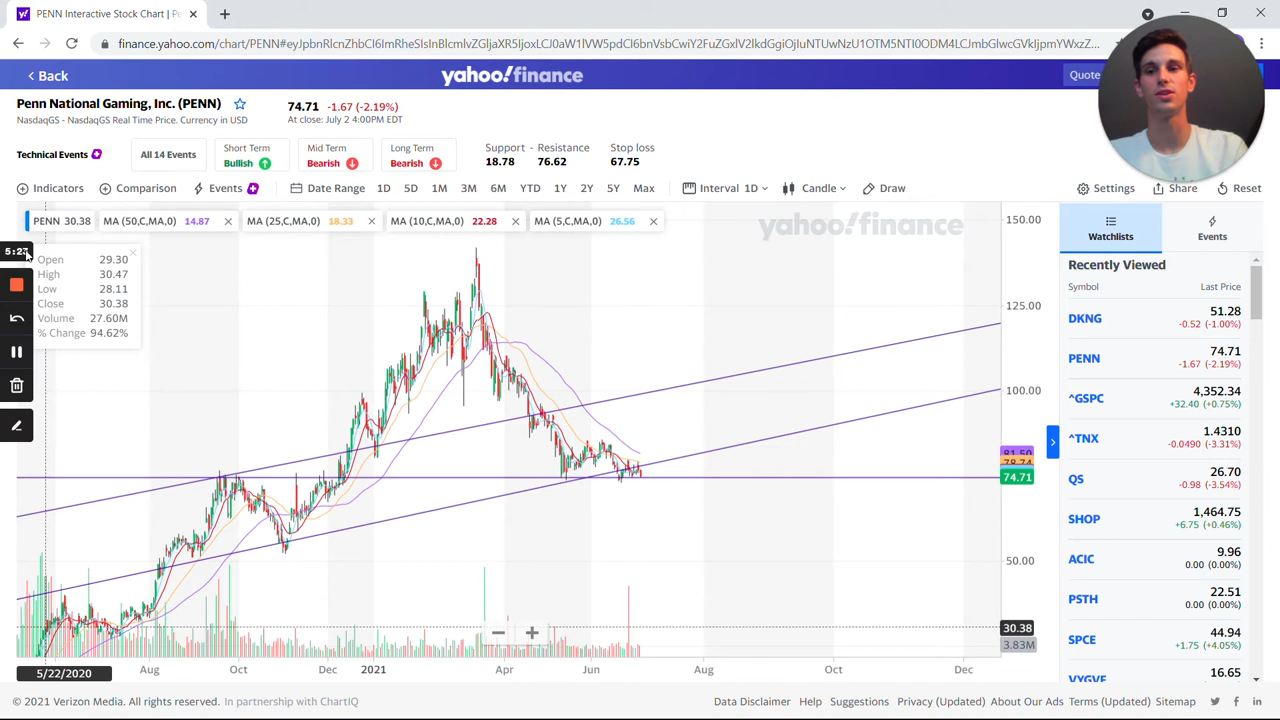 PENN Interactive Stock Chart | P
finance.yahoo.com/chart/PENN#
Back
yahoo!finance
Quote
Penn National Gaming, Inc. (PENN)
NasdaqGS - NasdaqGS Real Time Price. Currency in USD
74.71 -1.67 (-2.19%)
At close: July 2 4:00PM EDT
Technical Events
All 14 Events
Short Term
Bullish
Mid Term
Bearish
Long Term
Bearish
Support - Resistance
18.78 76.62
Stop loss
67.75
Indicators Comparison Events Date Range 1D 5D 1M 3M 6M YTD 1Y 2Y 5Y Max Interval 1D Candle Draw Settings Share Reset
PENN 30.38 MA (50,C,MA,0) 14.87 MA (25,C,MA,0) 18.33 MA (10,C,MA,0) 22.28 MA (5,C,MA,0) 26.56
yahoo!finance
Open 29.30
High 30.47
Low 28.11
Close 30.38
Volume 27.60M
% Change 94.62%
150.00
125.00
100.00
81.50
78.74
74.71
50.00
30.38
3.83M
5/22/2020
Aug Oct Dec 2021 Apr Jun Aug Oct Dec
Watchlists Events
Recently Viewed
Symbol Last Price
DKNG 51.28
-0.52 (-1.00%)
PENN 74.71
-1.67 (-2.19%)
^GSPC 4,352.34
+32.40 (+0.75%)
^TNX 1.4310
-0.0490 (-3.31%)
QS 26.70
-0.98 (-3.54%)
SHOP 1,464.75
+6.75 (+0.46%)
ACIC 9.96
0.00 (0.00%)
PSTH 22.51
0.00 (0.00%)
SPCE 44.94
+1.75 (+4.05%)
VYGVF 16.65
© 2021 Verizon Media. All rights reserved. In partnership with ChartIQ
Data Disclaimer Help Suggestions Privacy (Updated) About Our Ads Terms (Updated) Sitemap